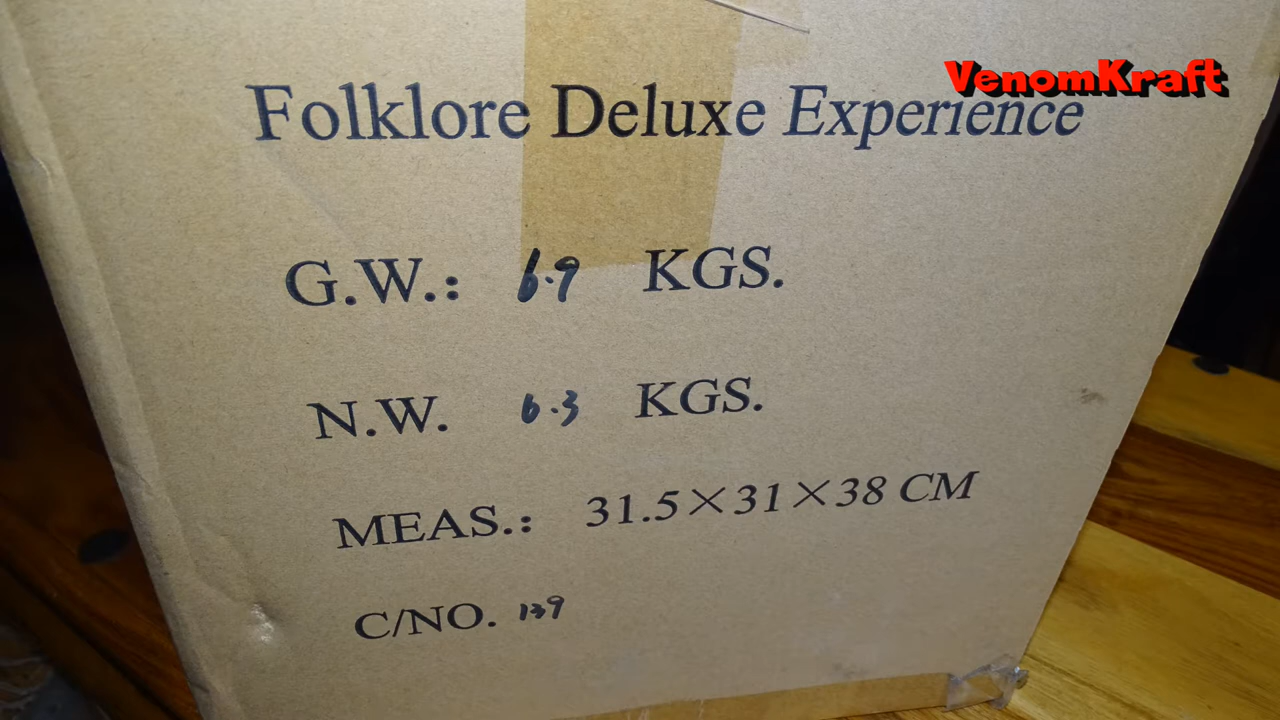 VenomKraft
Folklore Deluxe Experience
G.W.: 6.9 KGS.
N.W. 6.3 KGS.
MEAS.: 31.5×31×38 CM
C/NO. 139